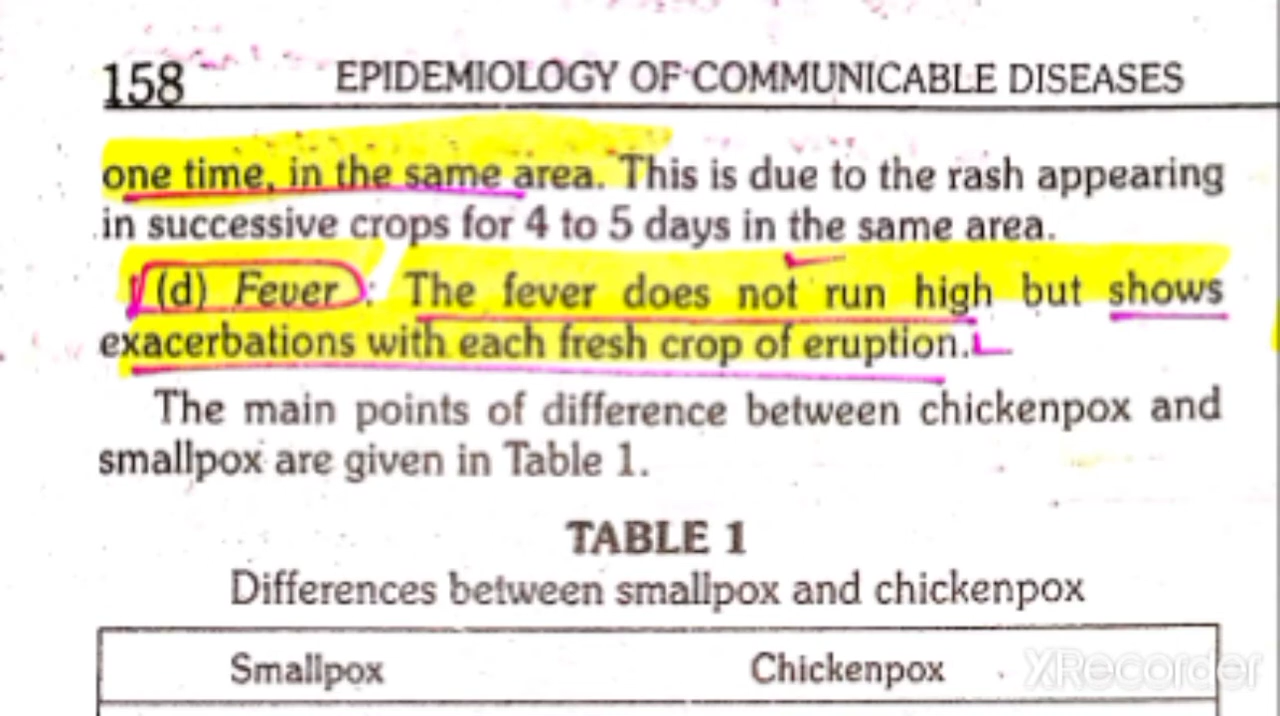 158 EPIDEMIOLOGY OF COMMUNICABLE DISEASES
one time, in the same area. This is due to the rash appearing
in successive crops for 4 to 5 days in the same area.
(d) Fever : The fever does not run high but shows
exacerbations with each fresh crop of eruption.
The main points of difference between chickenpox and
smallpox are given in Table 1.
TABLE 1
Differences between smallpox and chickenpox
Smallpox Chickenpox
XRecorder